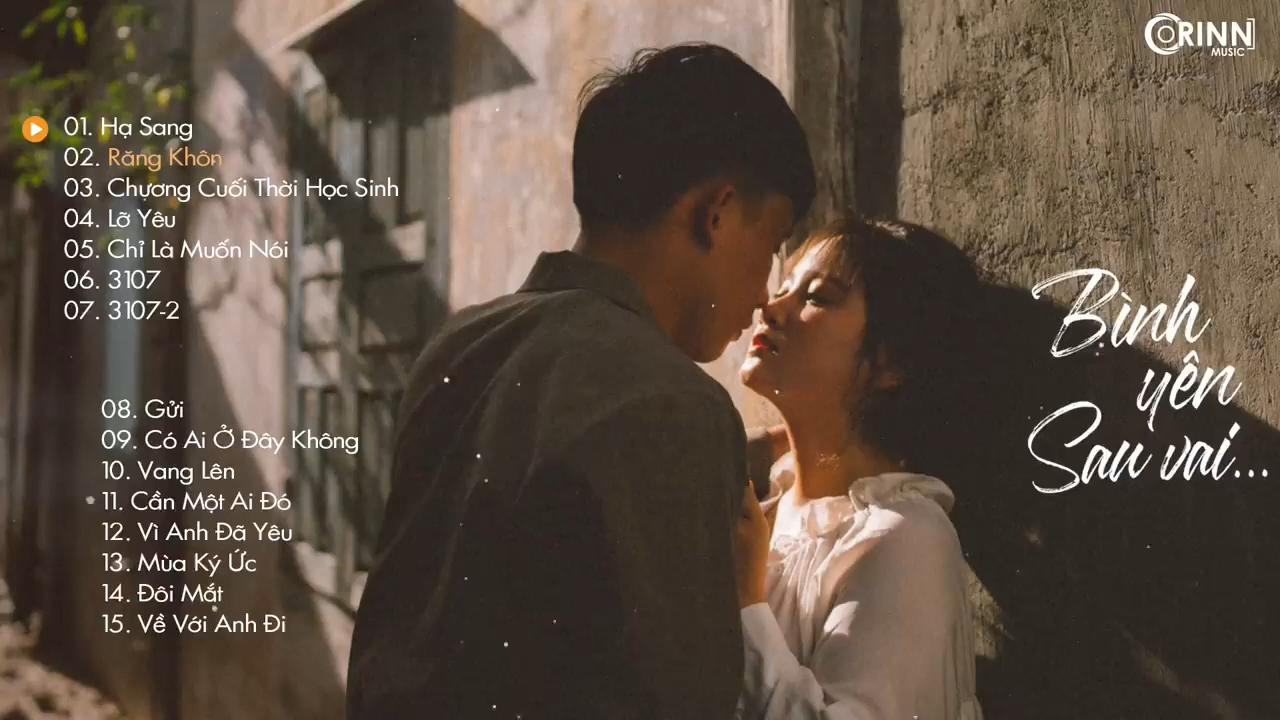 ORINN
MUSIC
01. Hạ Sang
02. Răng Khôn
03. Chương Cuối Thời Học Sinh
04. Lỡ Yêu
05. Chỉ Là Muốn Nói
06. 3107
07. 3107-2
08. Gửi
09. Có Ai Ở Đây Không
10. Vang Lên
11. Cần Một Ai Đó
12. Vì Anh Đã Yêu
13. Mùa Ký Ức
14. Đôi Mắt
15. Về Với Anh Đi
Bình
yên
Sau vai...